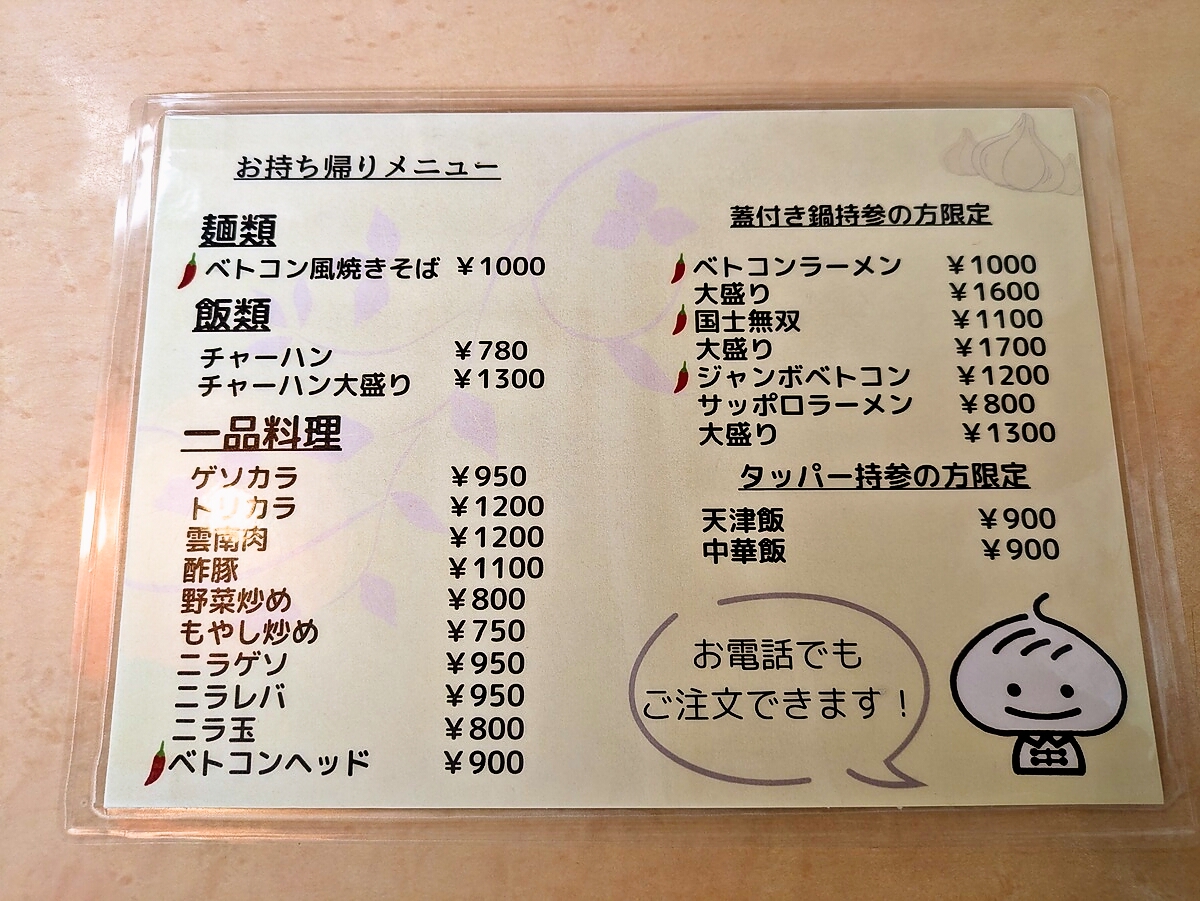 お持ち帰りメニュー
麺類
ベトコン風焼きそば ￥1000
飯類
チャーハン ￥780
チャーハン大盛り ￥1300
一品料理
ゲソカラ ￥950
トリカラ ￥1200
雲南肉 ￥1200
酢豚 ￥1100
野菜炒め ￥800
もやし炒め ￥750
ニラゲソ ￥950
ニラレバ ￥950
ニラ玉 ￥800
ベトコンヘッド ￥900
蓋付き鍋持参の方限定
ベトコンラーメン ￥1000
大盛り ￥1600
国士無双 ￥1100
大盛り ￥1700
ジャンボベトコン ￥1200
サッポロラーメン ￥800
大盛り ￥1300
タッパー持参の方限定
天津飯 ￥900
中華飯 ￥900
お電話でも
ご注文できます！